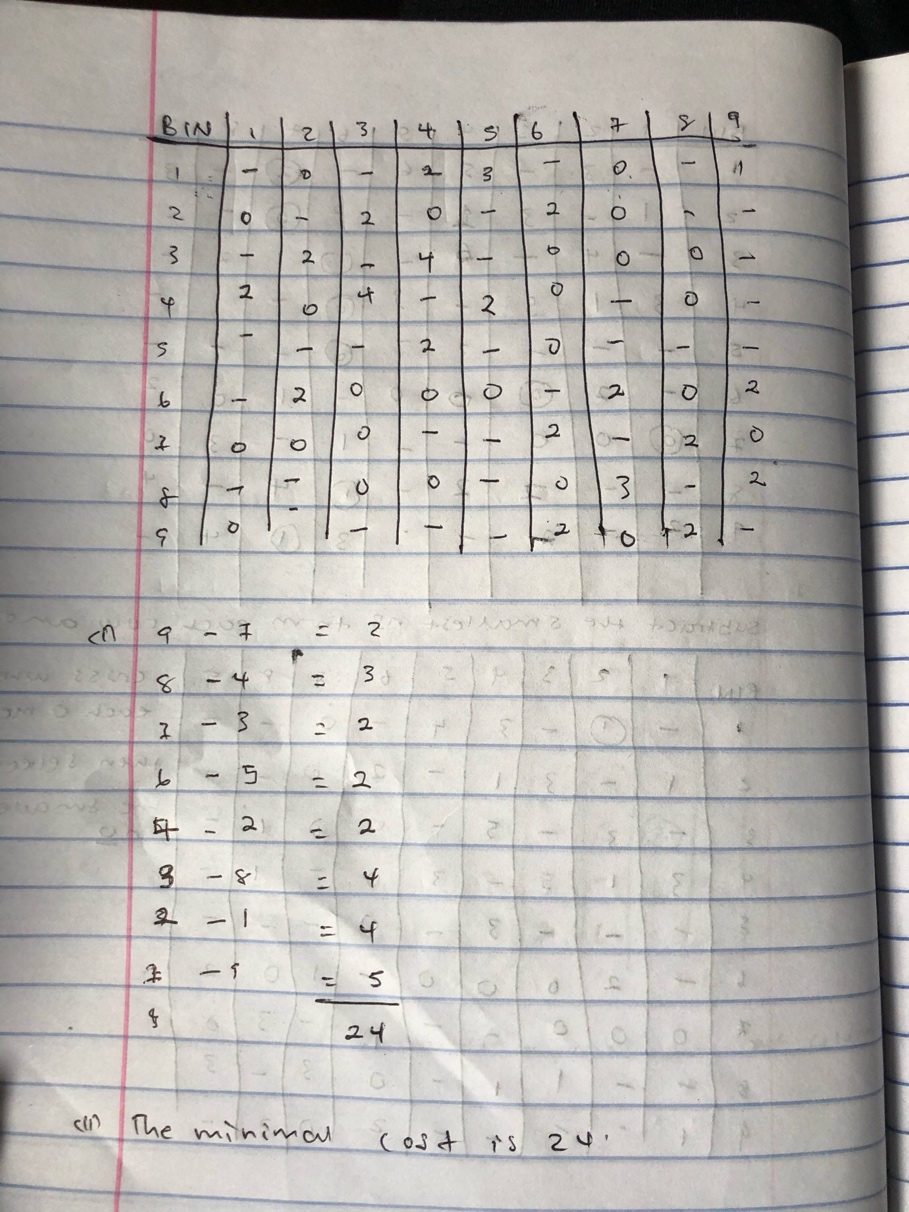 BIN 1 2 3 4 5 6 7 8 9
1 - 0 - 2 3 - 0 -
2 0 - 2 0 - 2 0 - -
3 - 2 - 4 - 0 0 0 -
4 2 0 4 - 2 0 - 0 -
5 - - - 2 - 0 - - -
6 - 2 0 0 0 - 2 0 2
7 0 0 0 - - 2 - 2 0
8 - - 0 0 - 0 3 - 2
9 0 - - - - 2 0 2 -
9 - 7 = 2
8 - 4 = 3
7 - 3 = 2
6 - 5 = 2
4 - 2 = 2
3 - 8 = 4
2 - 1 = 4
= 5
24
(ii) The minimal cost is 24.